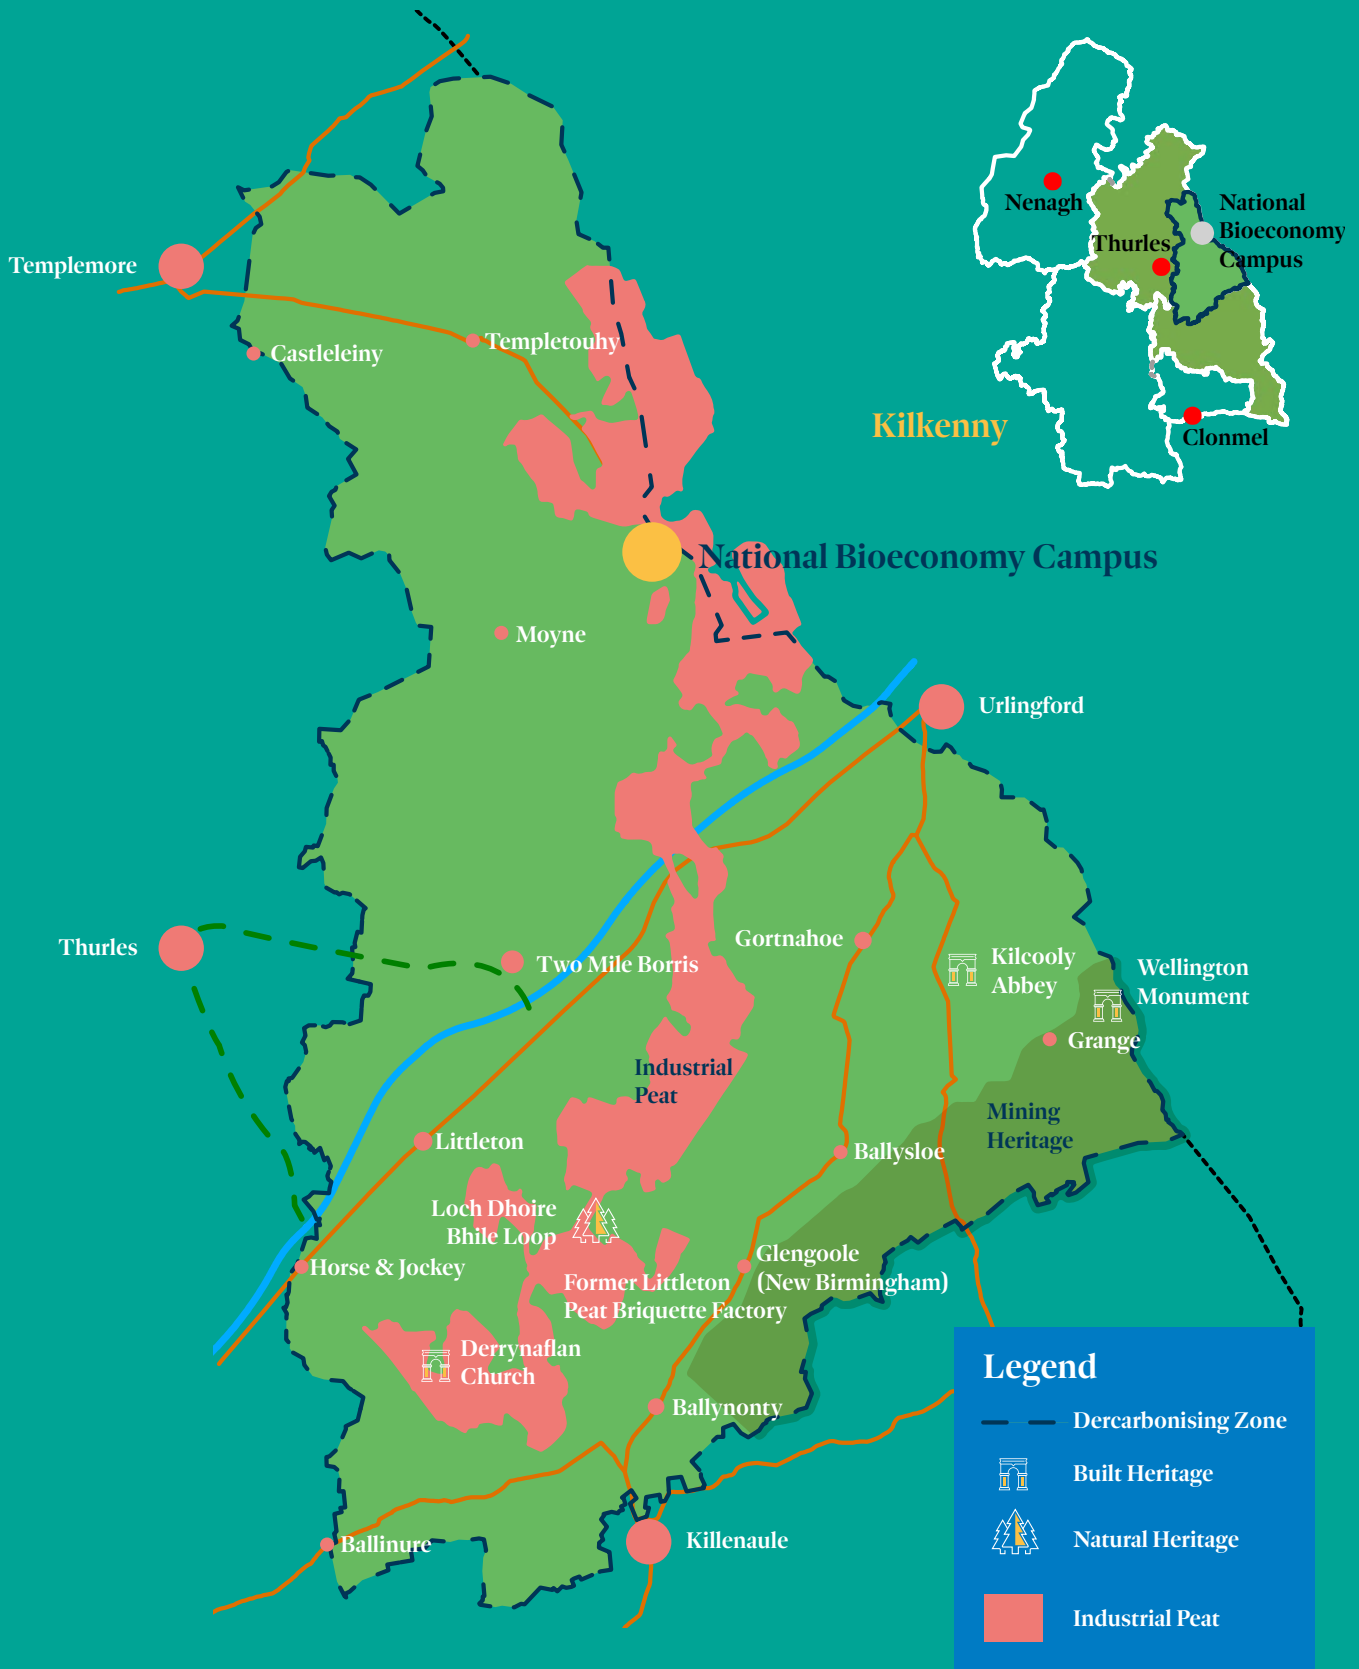 Nenagh
National
Bioeconomy
Campus
Thurles
Clonmel
Kilkenny
Templemore
Castleleiny
Templetouhy
National Bioeconomy Campus
Moyne
Urlingford
Thurles
Two Mile Borris
Gortnahoe
Kilcooly
Abbey
Wellington
Monument
Grange
Industrial
Peat
Mining
Heritage
Littleton
Ballysloe
Loch Dhoire
Bhile Loop
Horse & Jockey
Glengoole
(New Birmingham)
Former Littleton
Peat Briquette Factory
Derrynaflan
Church
Ballynonty
Ballinure
Killenaule
Legend
Dercarbonising Zone
Built Heritage
Natural Heritage
Industrial Peat